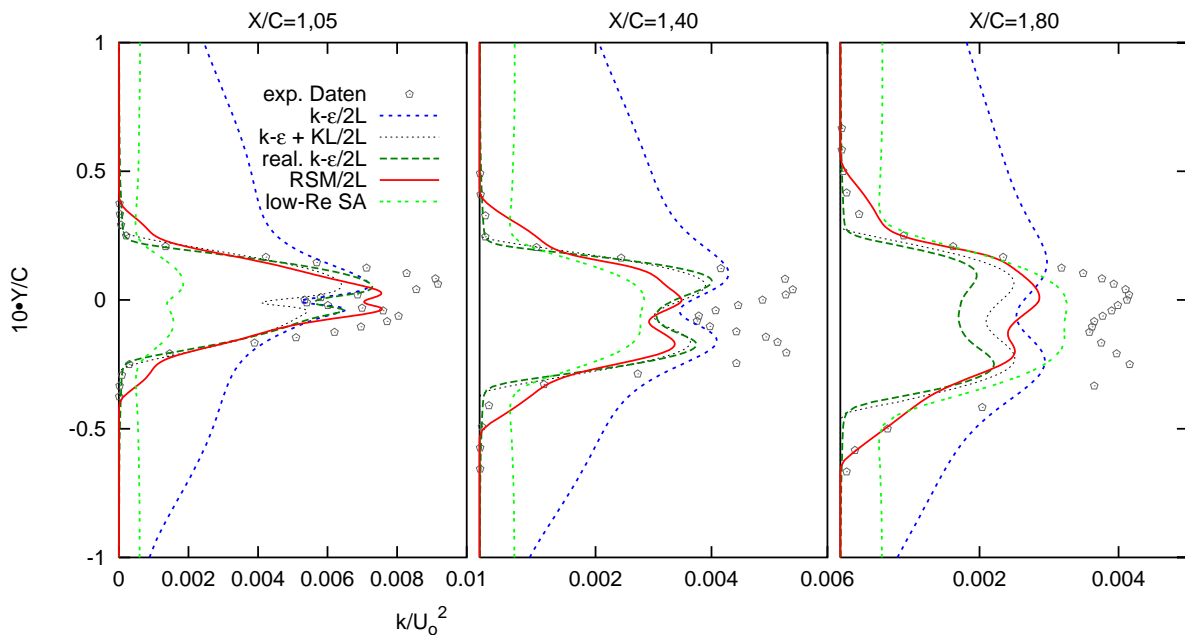 X/C=1,05 X/C=1,40 X/C=1,80
1
0.5
0
-0.5
-1
10•Y/C
exp. Daten
k-ε/2L
k-ε + KL/2L
real. k-ε/2L
RSM/2L
low-Re SA
0 0.002 0.004 0.006 0.008 0.01 0.002 0.004 0.006 0.002 0.004
k/U₀²